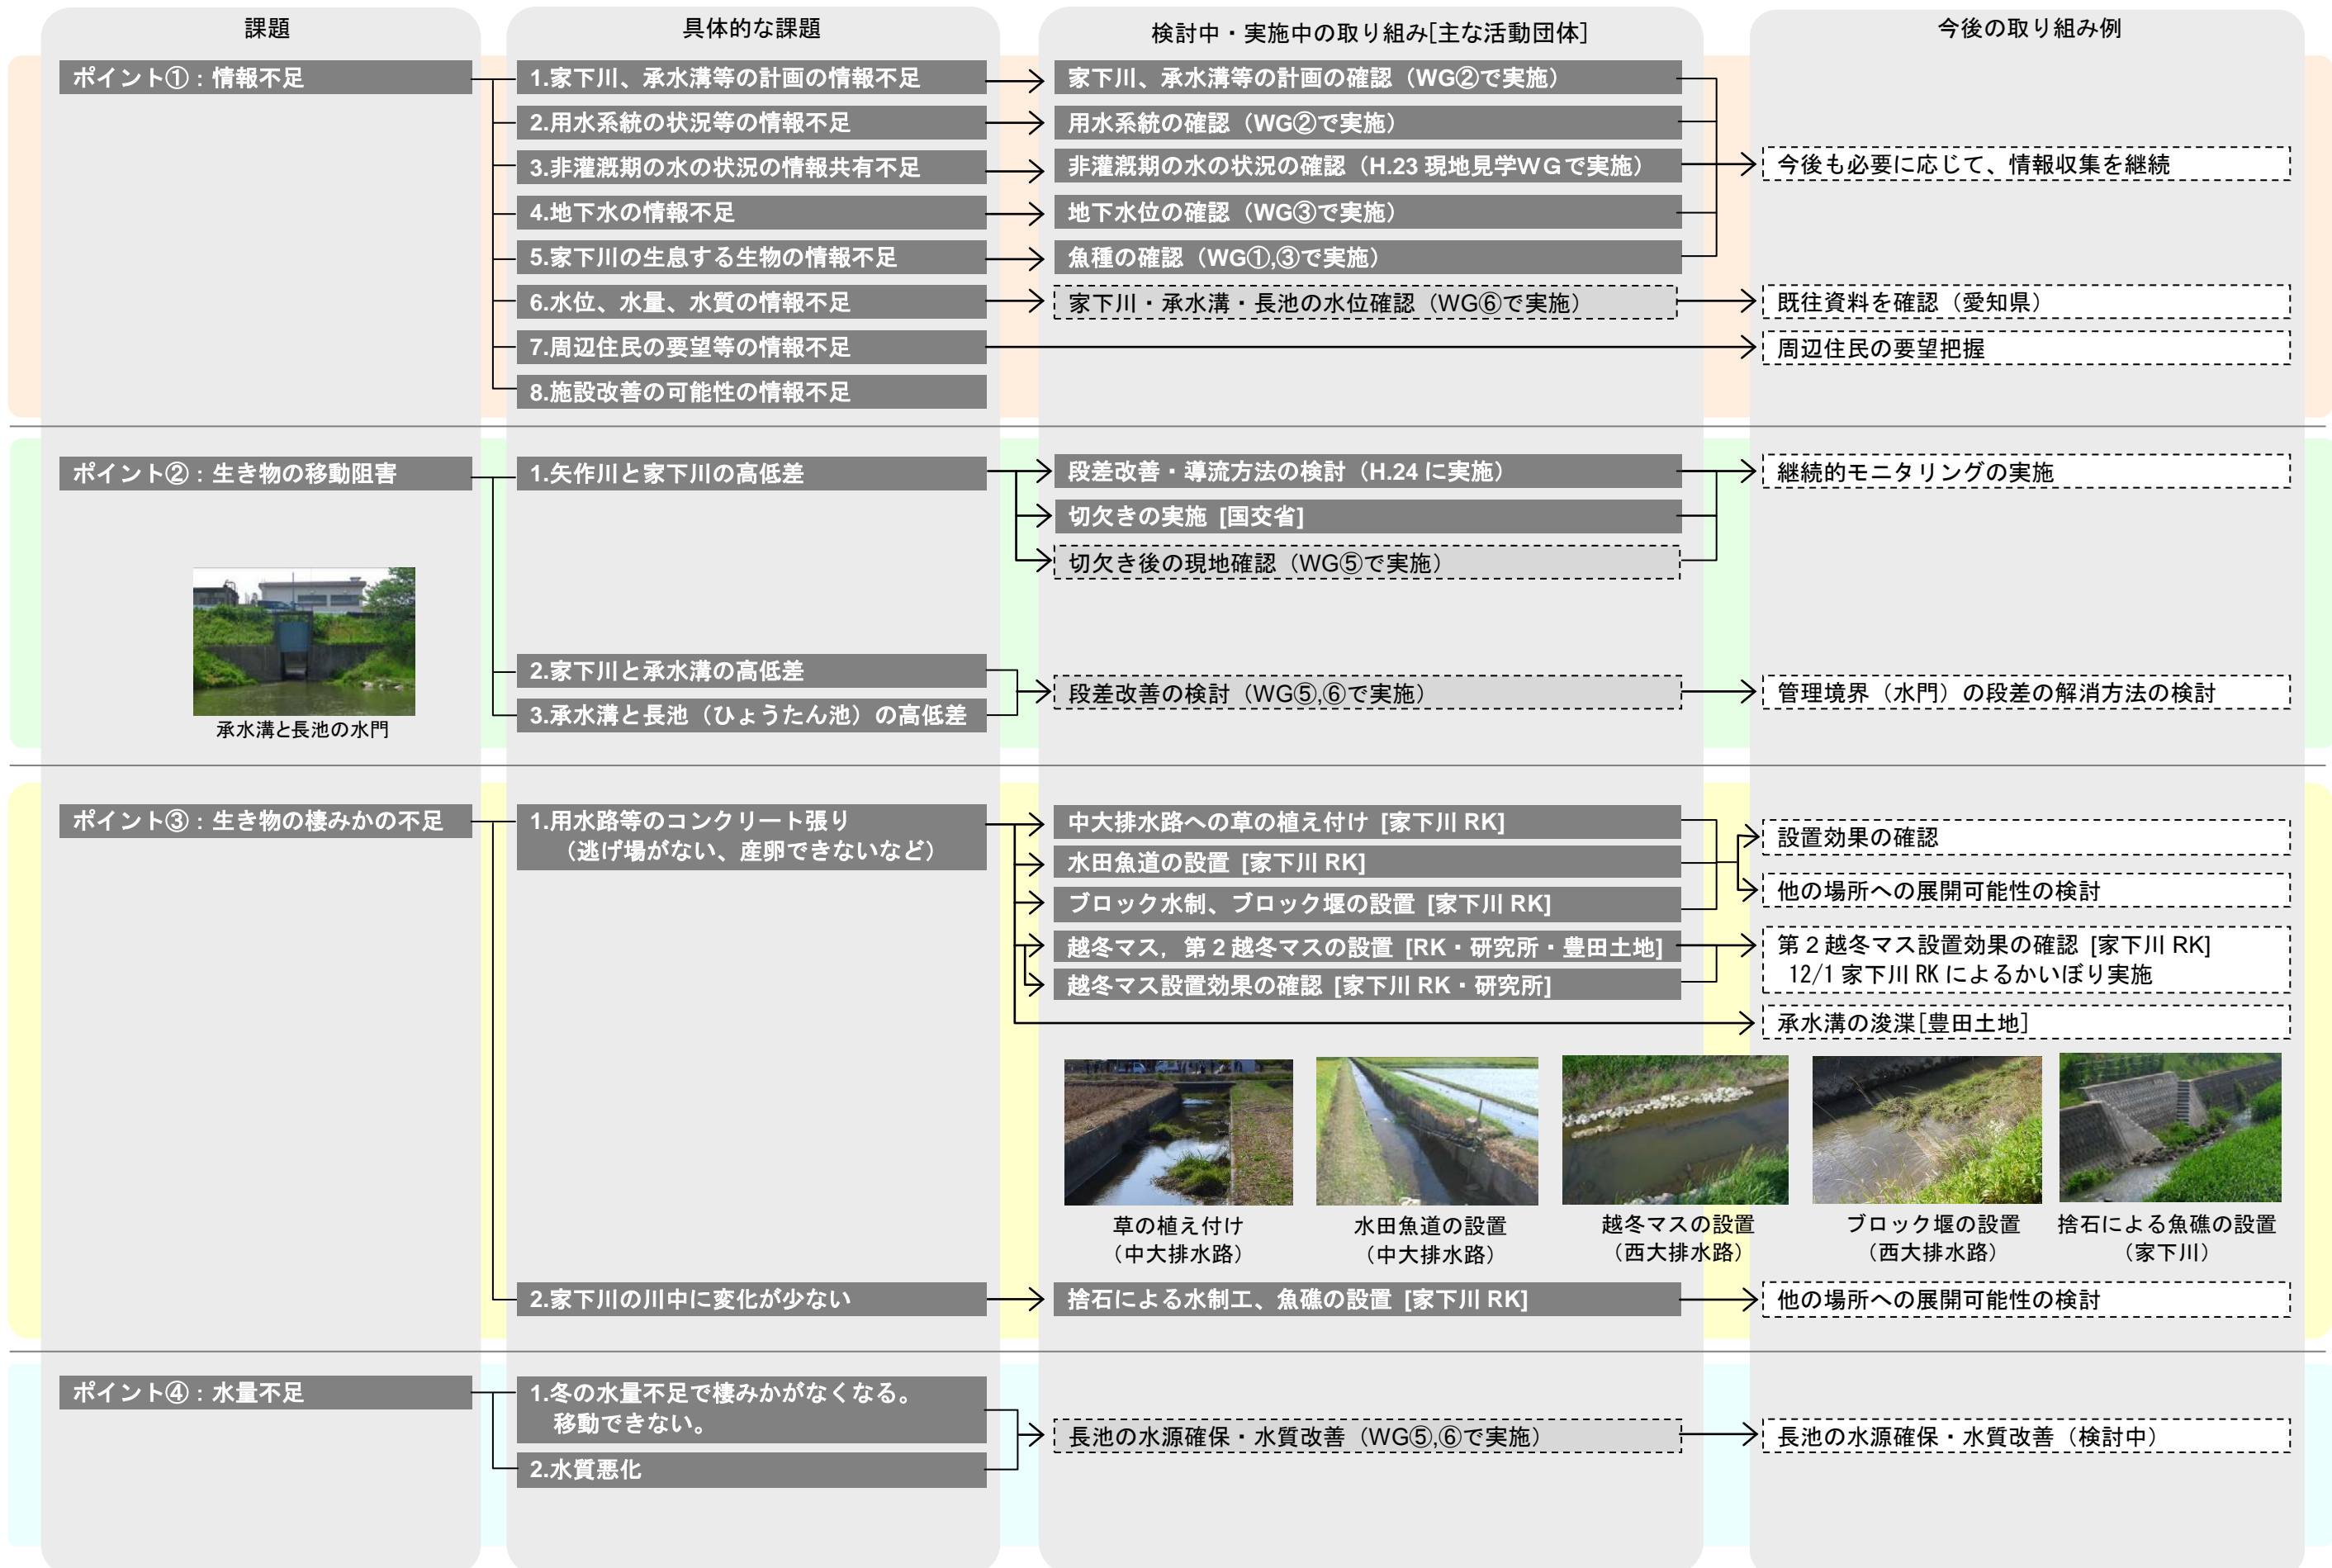 課題
具体的な課題
検討中・実施中の取り組み[主な活動団体]
今後の取り組み例
ポイント①：情報不足
1.家下川、承水溝等の計画の情報不足
家下川、承水溝等の計画の確認（WG②で実施）
2.用水系統の状況等の情報不足
用水系統の確認（WG②で実施）
3.非灌漑期の水の状況の情報共有不足
非灌漑期の水の状況の確認（H.23 現地見学WGで実施）
今後も必要に応じて、情報収集を継続
4.地下水の情報不足
地下水位の確認（WG③で実施）
5.家下川の生息する生物の情報不足
魚種の確認（WG①,③で実施）
6.水位、水量、水質の情報不足
家下川・承水溝・長池の水位確認（WG⑥で実施）
既往資料を確認（愛知県）
7.周辺住民の要望等の情報不足
周辺住民の要望把握
8.施設改善の可能性の情報不足
ポイント②：生き物の移動阻害
1.矢作川と家下川の高低差
段差改善・導流方法の検討（H.24 に実施）
継続的モニタリングの実施
切欠きの実施 [国交省]
切欠き後の現地確認（WG⑤で実施）
承水溝と長池の水門
2.家下川と承水溝の高低差
3.承水溝と長池（ひょうたん池）の高低差
段差改善の検討（WG⑤,⑥で実施）
管理境界（水門）の段差の解消方法の検討
ポイント③：生き物の棲みかの不足
1.用水路等のコンクリート張り
（逃げ場がない、産卵できないなど）
中大排水路への草の植え付け [家下川 RK]
水田魚道の設置 [家下川 RK]
ブロック水制、ブロック堰の設置 [家下川 RK]
設置効果の確認
他の場所への展開可能性の検討
越冬マス，第２越冬マスの設置 [RK・研究所・豊田土地]
越冬マス設置効果の確認 [家下川 RK・研究所]
第２越冬マス設置効果の確認 [家下川 RK]
12/1 家下川 RK によるかいぼり実施
承水溝の浚渫[豊田土地]
草の植え付け
（中大排水路）
水田魚道の設置
（中大排水路）
越冬マスの設置
（西大排水路）
ブロック堰の設置
（西大排水路）
捨石による魚礁の設置
（家下川）
2.家下川の川中に変化が少ない
捨石による水制工、魚礁の設置 [家下川 RK]
他の場所への展開可能性の検討
ポイント④：水量不足
1.冬の水量不足で棲みかがなくなる。
移動できない。
2.水質悪化
長池の水源確保・水質改善（WG⑤,⑥で実施）
長池の水源確保・水質改善（検討中）